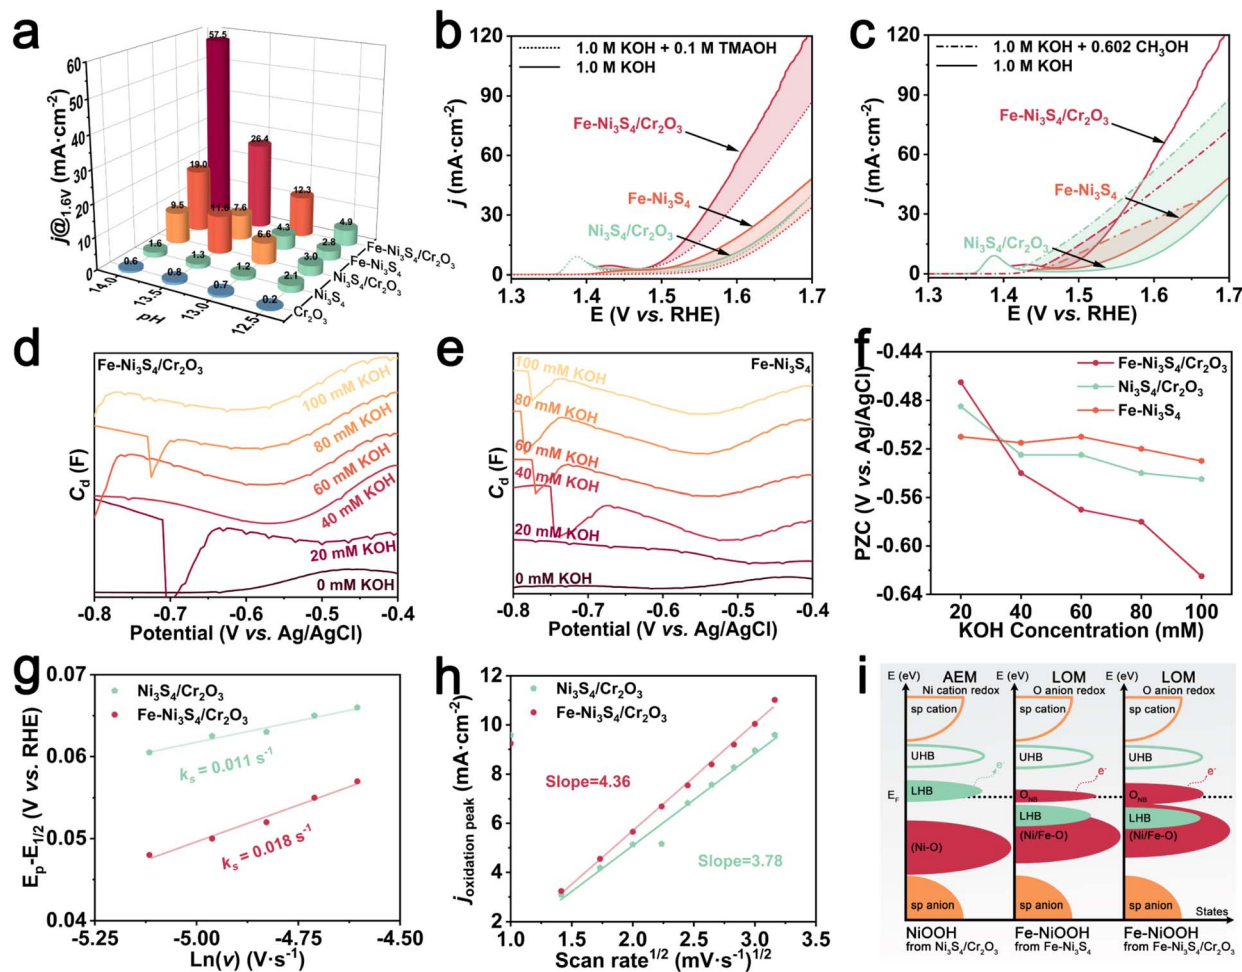 a
j@1.6V (mA·cm⁻²)
60
50
40
30
20
10
0
57.5
26.4
19.0
12.3
9.5
11.6
7.6
4.9
1.6
6.6
4.3
2.8
0.6
1.3
1.2
3.0
0.8
0.7
2.1
0.2
14.0
13.5
13.0
12.5
pH
Fe-Ni₃S₄/Cr₂O₃
Fe-Ni₃S₄
Ni₃S₄/Cr₂O₃
Ni₃S₄
Cr₂O₃
b
120
90
60
30
0
j (mA·cm⁻²)
1.0 M KOH + 0.1 M TMAOH
1.0 M KOH
Fe-Ni₃S₄/Cr₂O₃
Fe-Ni₃S₄
Ni₃S₄/Cr₂O₃
1.3 1.4 1.5 1.6 1.7
E (V vs. RHE)
c
120
90
60
30
0
j (mA·cm⁻²)
1.0 M KOH + 0.602 CH₃OH
1.0 M KOH
Fe-Ni₃S₄/Cr₂O₃
Fe-Ni₃S₄
Ni₃S₄/Cr₂O₃
1.3 1.4 1.5 1.6 1.7
E (V vs. RHE)
d
Fe-Ni₃S₄/Cr₂O₃
Cd (F)
100 mM KOH
80 mM KOH
60 mM KOH
40 mM KOH
20 mM KOH
0 mM KOH
-0.8 -0.7 -0.6 -0.5 -0.4
Potential (V vs. Ag/AgCl)
e
Fe-Ni₃S₄
Cd (F)
100 mM KOH
80 mM KOH
60 mM KOH
40 mM KOH
20 mM KOH
0 mM KOH
-0.8 -0.7 -0.6 -0.5 -0.4
Potential (V vs. Ag/AgCl)
f
-0.44
-0.48
-0.52
-0.56
-0.60
-0.64
PZC (V vs. Ag/AgCl)
Fe-Ni₃S₄/Cr₂O₃
Ni₃S₄/Cr₂O₃
Fe-Ni₃S₄
20 40 60 80 100
KOH Concentration (mM)
g
0.07
0.06
0.05
0.04
Ep-E1/2 (V vs. RHE)
Ni₃S₄/Cr₂O₃
Fe-Ni₃S₄/Cr₂O₃
ks = 0.011 s⁻¹
ks = 0.018 s⁻¹
-5.25 -5.00 -4.75 -4.50
Ln(v) (V·s⁻¹)
h
14
12
10
8
6
4
2
joxidation peak (mA·cm⁻²)
Ni₃S₄/Cr₂O₃
Fe-Ni₃S₄/Cr₂O₃
Slope=4.36
Slope=3.78
1.0 1.5 2.0 2.5 3.0 3.5
Scan rate¹ᐟ² (mV·s⁻¹)¹ᐟ²
i
E (eV) AEM E (eV) LOM E (eV) LOM
Ni cation redox O anion redox O anion redox
sp cation sp cation sp cation
UHB UHB UHB
e⁻ e⁻ e⁻
EF LHB ONB ONB
LHB LHB
(Ni-O) (Ni/Fe-O) (Ni/Fe-O)
sp anion sp anion sp anion
States
NiOOH Fe-NiOOH Fe-NiOOH
from Ni₃S₄/Cr₂O₃ from Fe-Ni₃S₄ from Fe-Ni₃S₄/Cr₂O₃